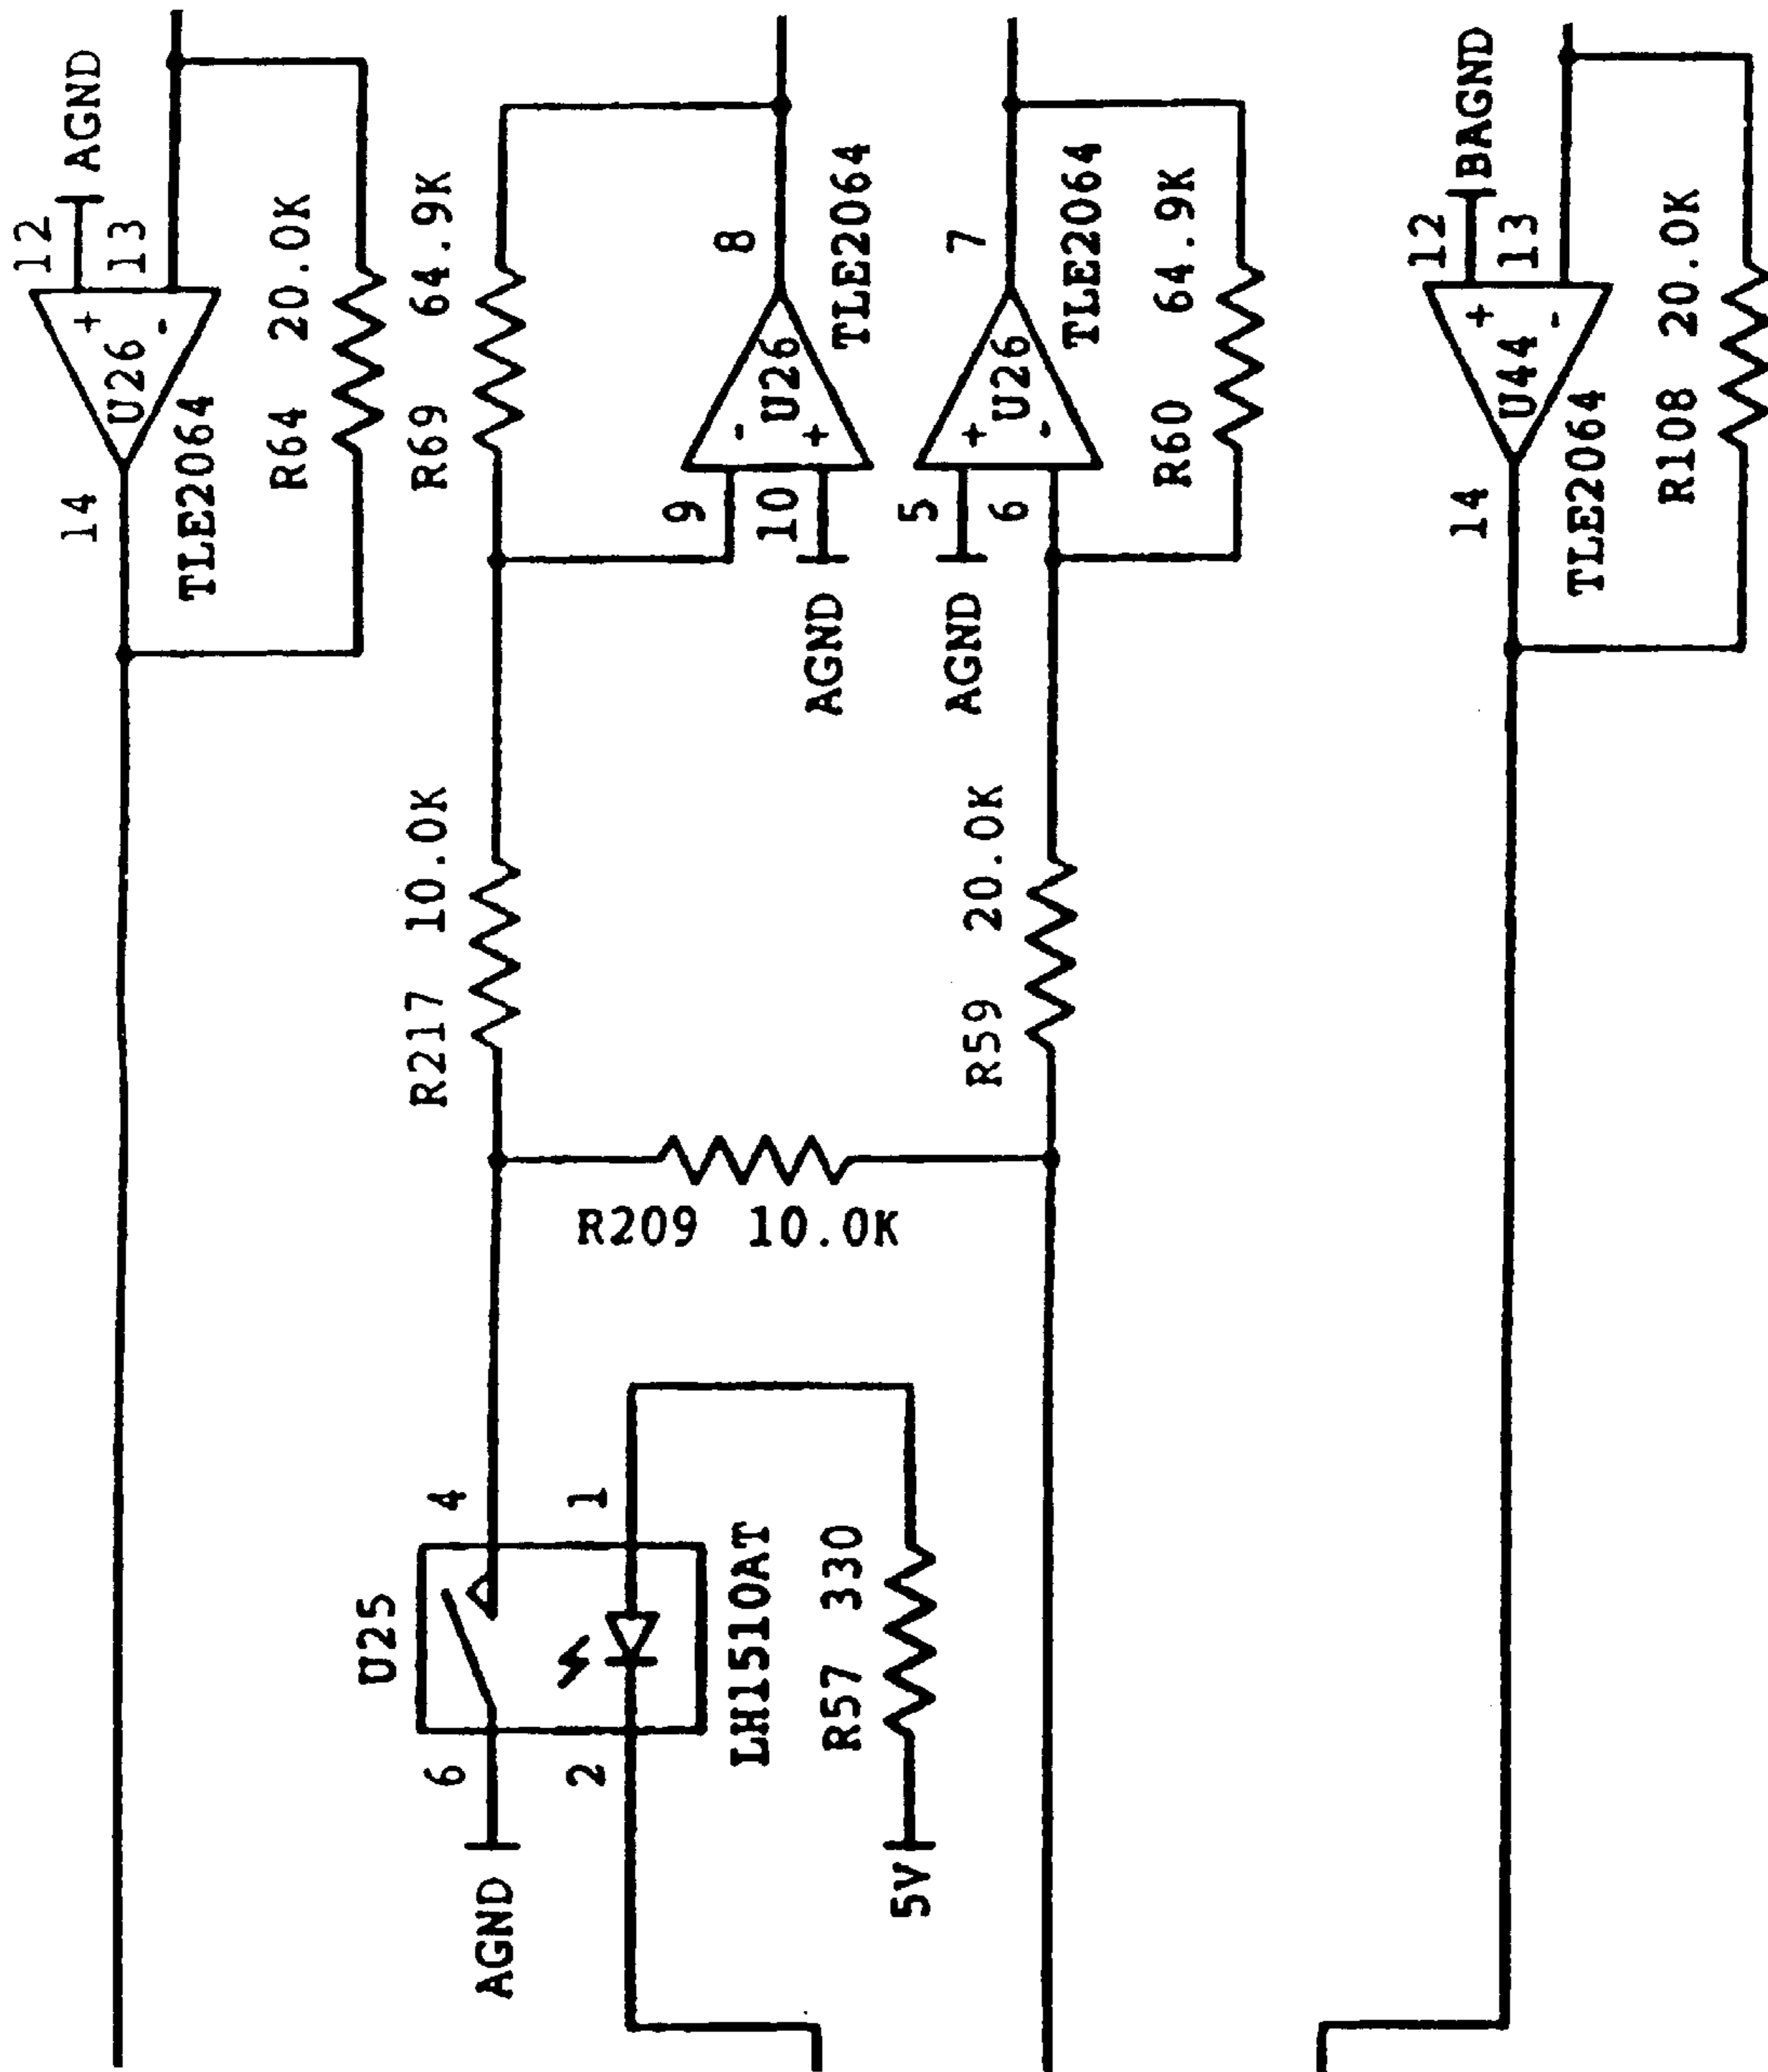 AGND
12
13
+
-
U26
14
TLE2064
R64 20.0K
R69 64.9K
8
-
U26
+
TLE2064
9
10
AGND
7
+
U26
-
TLE2064
5
6
AGND
R60 64.9K
BAGND
12
13
+
-
U44
14
TLE2064
R108 20.0K
R217 10.0K
R59 20.0K
R209 10.0K
U25
4
1
6
2
LH1510AT
R57 330
AGND
5V